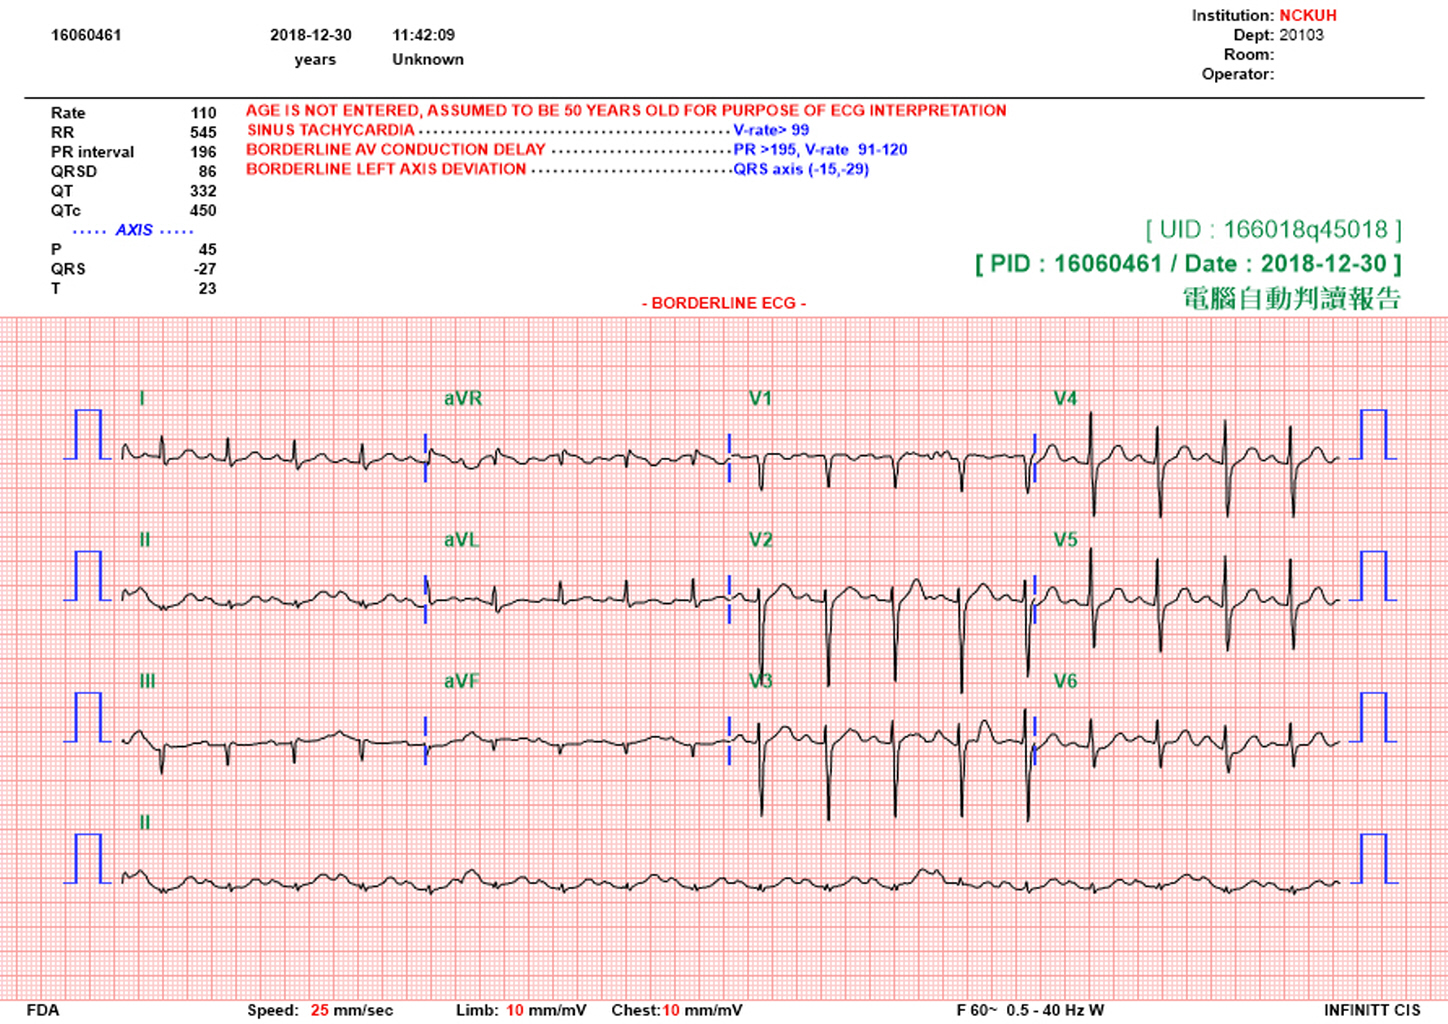 Institution: NCKUH
16060461 2018-12-30 11:42:09 Dept: 20103
years Unknown Room:
Operator:
Rate 110 AGE IS NOT ENTERED, ASSUMED TO BE 50 YEARS OLD FOR PURPOSE OF ECG INTERPRETATION
RR 545 SINUS TACHYCARDIA V-rate> 99
PR interval 196 BORDERLINE AV CONDUCTION DELAY PR >195, V-rate 91-120
QRSD 86 BORDERLINE LEFT AXIS DEVIATION QRS axis (-15,-29)
QT 332
QTc 450
..... AXIS .....
P 45
QRS -27
T 23
[ UID : 166018q45018 ]
[ PID : 16060461 / Date : 2018-12-30 ]
電腦自動判讀報告
- BORDERLINE ECG -
I aVR V1 V4
II aVL V2 V5
III aVF V3 V6
II
FDA Speed: 25 mm/sec Limb: 10 mm/mV Chest:10 mm/mV F 60~ 0.5 - 40 Hz W INFINITT CIS